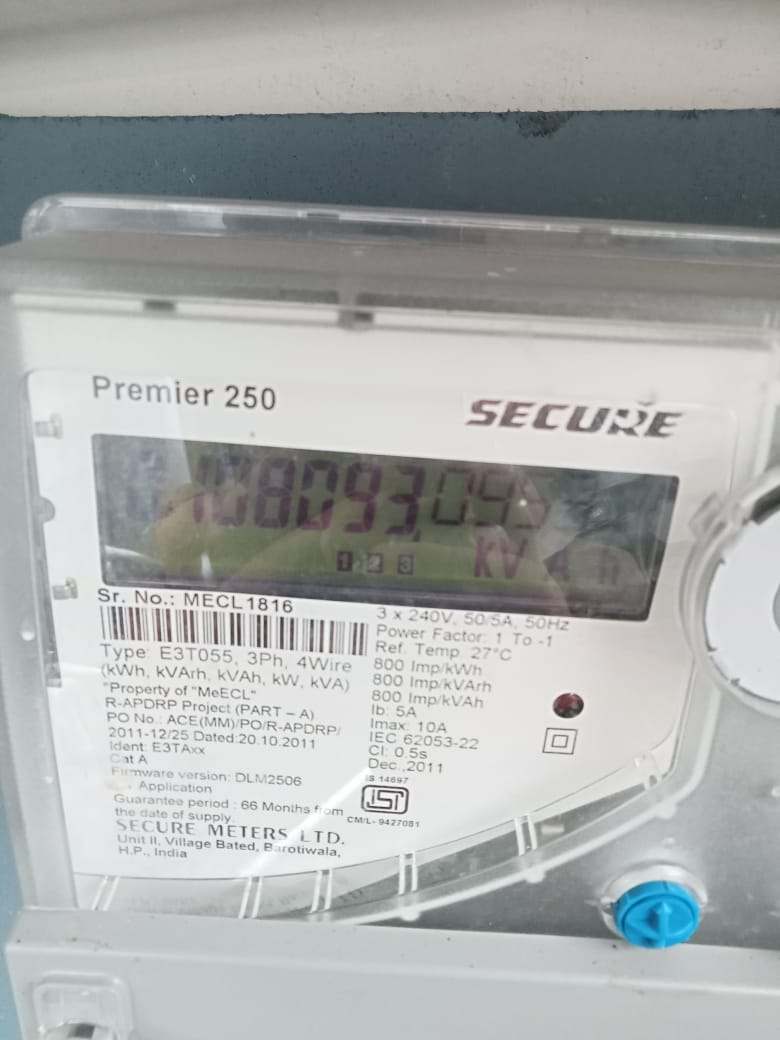 Premier 250
SECURE
108093
1 2 3
KVAh
Sr. No.: MECL1816
Type: E3T055, 3Ph, 4Wire
(kWh, kVArh, kVAh, kW, kVA)
"Property of "MeECL"
R-APDRP Project (PART – A)
PO No.: ACE(MM)/PO/R-APDRP/
2011-12/25 Dated:20.10.2011
Ident: E3TAxx
Cat A
Firmware version: DLM2506
Application
Guarantee period : 66 Months from
the date of supply.
SECURE METERS LTD.
Unit II, Village Bated, Barotiwala,
H.P., India
3 x 240V, 50/5A, 50Hz
Power Factor: 1 To -1
Ref. Temp. 27°C
800 Imp/kWh
800 Imp/kVArh
800 Imp/kVAh
Ib: 5A
Imax: 10A
IEC 62053-22
Cl: 0.5s
Dec.,2011
IS 14697
ISI
CM/L- 9427081